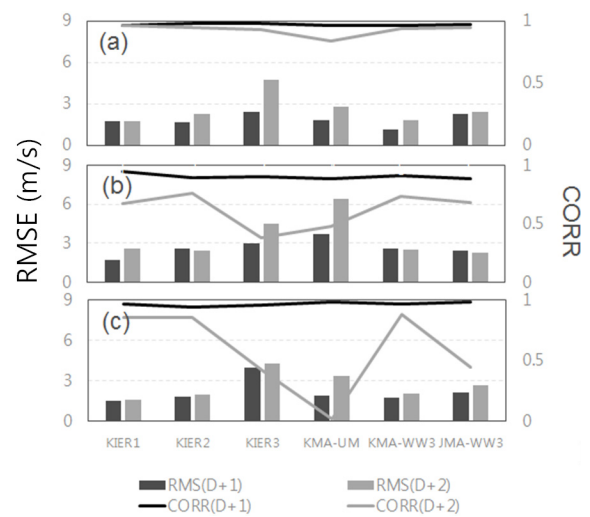 9 1
(a)
6
0.5
3
0 0
9 1
(b)
6
0.5
3
0 0
9 1
(c)
6
0.5
3
0 0
RMSE (m/s)
CORR
KIER1 KIER2 KIER3 KMA-UM KMA-WW3 JMA-WW3
RMS(D+1) RMS(D+2)
CORR(D+1) CORR(D+2)